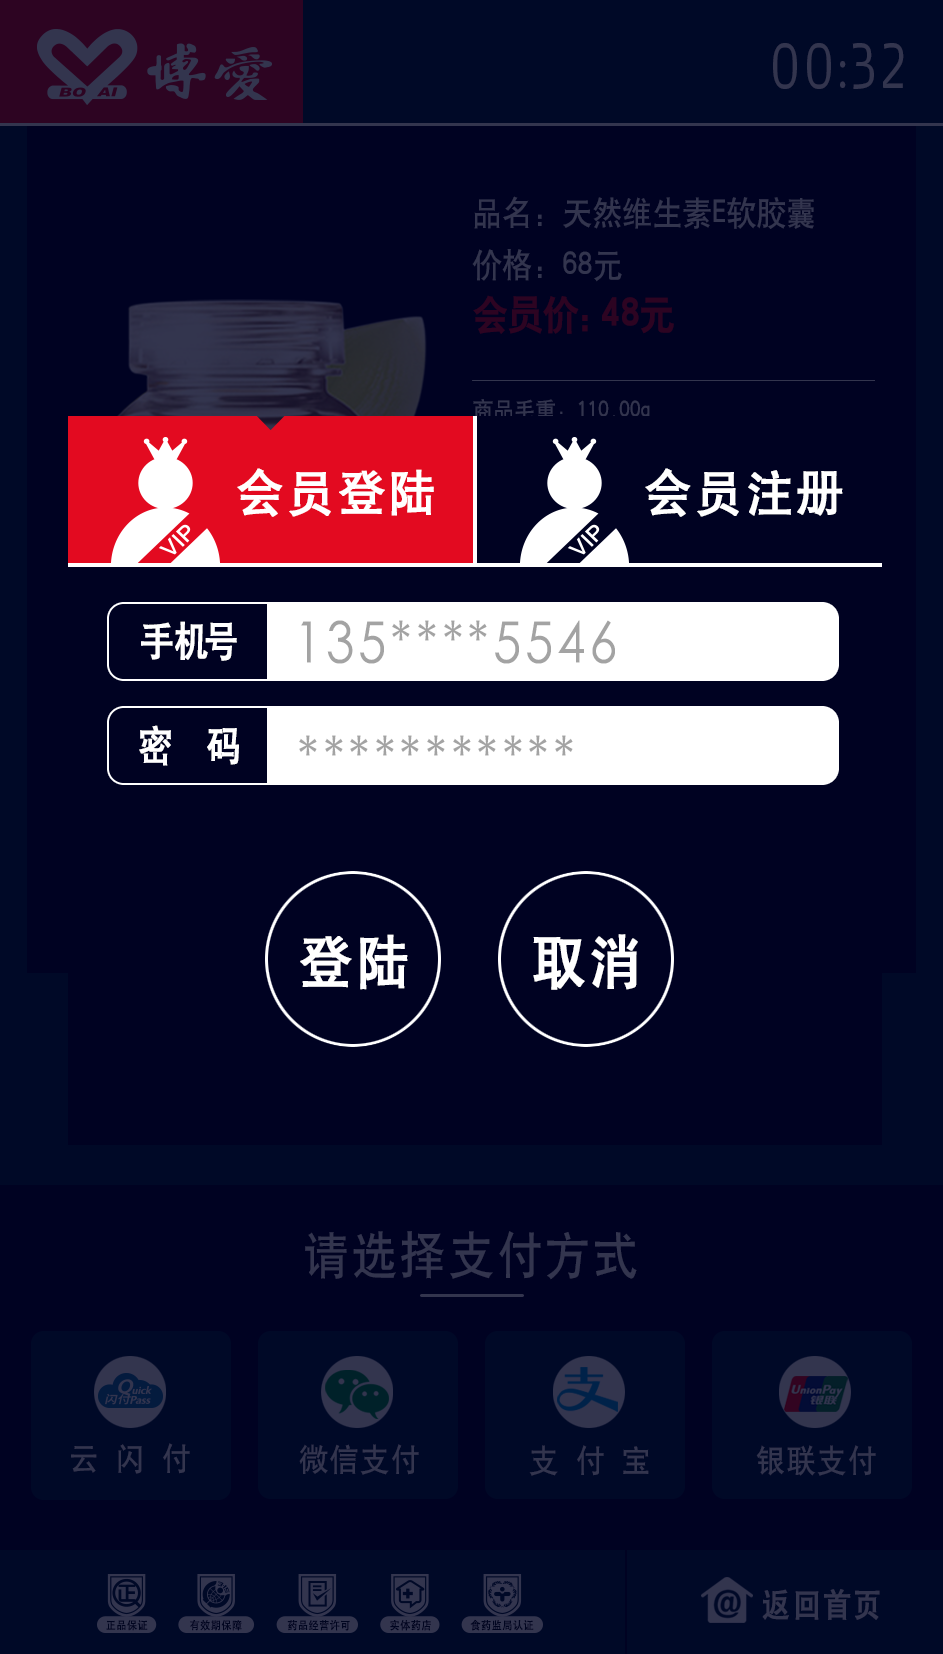 BO AI 博愛
00:32
品名：天然维生素E软胶囊
价格：68元
会员价：48元
商品毛重：110.00g
VIP 会员登陆
VIP 会员注册
手机号 135****5546
密 码 ***********
登陆 取消
请选择支付方式
Quick
闪付Pass
UnionPay
银联
云闪付 微信支付 支付宝 银联支付
正
正品保证 有效期保障 药品经营许可 实体药店 食药监局认证
@ 返回首页